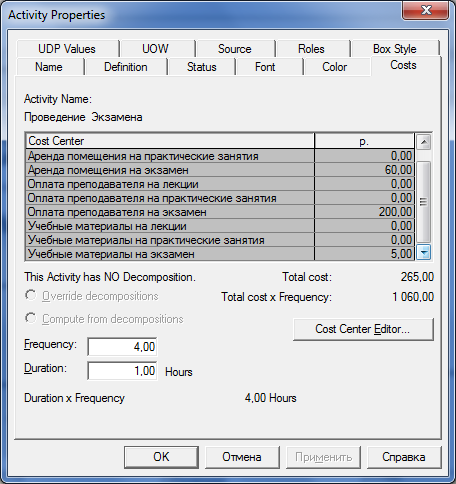 Activity Properties
UDP Values UOW Source Roles Box Style
Name Definition Status Font Color Costs
Activity Name:
Проведение Экзамена
Cost Center р.
Аренда помещения на практические занятия 0,00
Аренда помещения на экзамен 60,00
Оплата преподавателя на лекции 0,00
Оплата преподавателя на практические занятия 0,00
Оплата преподавателя на экзамен 200,00
Учебные материалы на лекции 0,00
Учебные материалы на практические занятия 0,00
Учебные материалы на экзамен 5,00
This Activity has NO Decomposition. Total cost: 265,00
Override decompositions Total cost x Frequency: 1 060,00
Compute from decompositions
Cost Center Editor...
Frequency: 4,00
Duration: 1,00 Hours
Duration x Frequency 4,00 Hours
OK Отмена Применить Справка